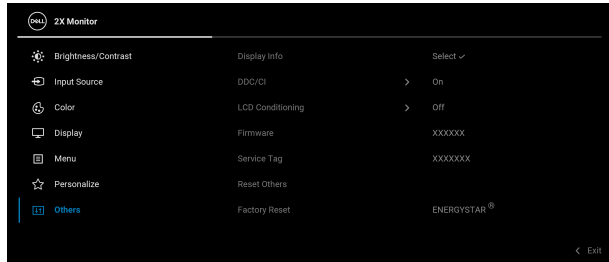 DELL 2X Monitor
Brightness/Contrast Display Info Select ✓
Input Source DDC/CI > On
Color LCD Conditioning > Off
Display Firmware XXXXXX
Menu Service Tag XXXXXXX
Personalize Reset Others
Others Factory Reset ENERGYSTAR ®
< Exit